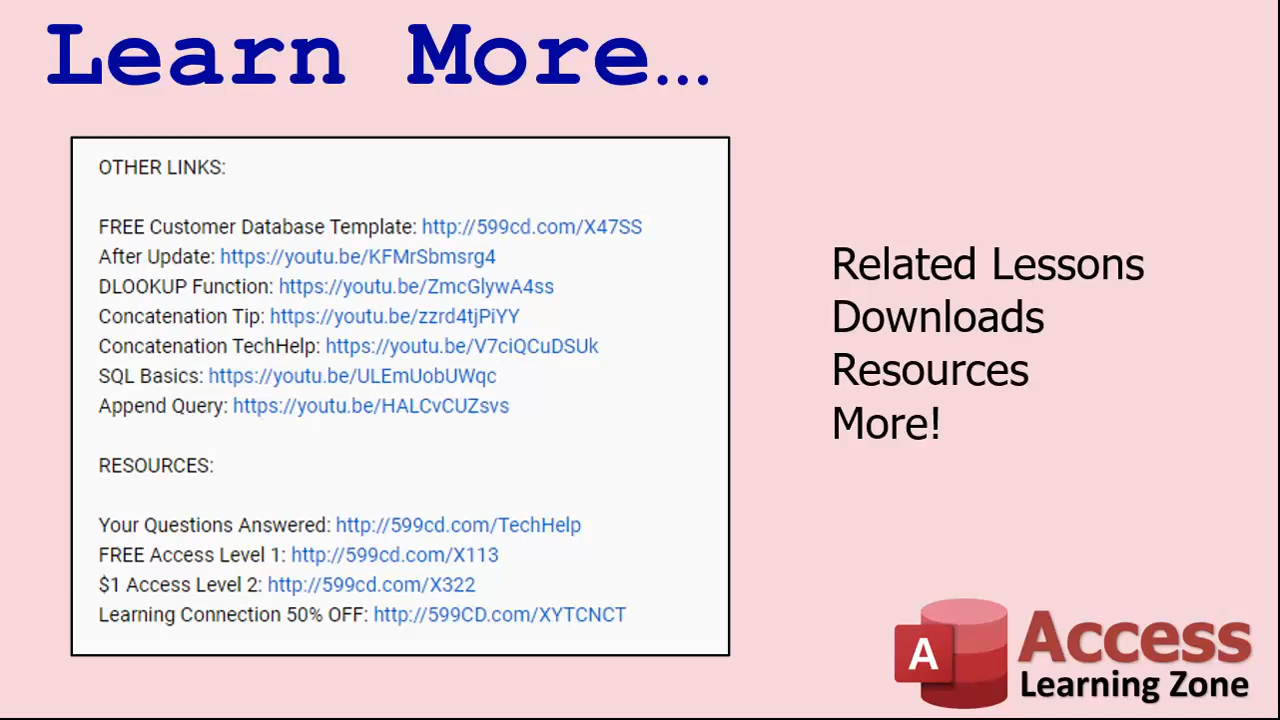 Learn More...
OTHER LINKS:
FREE Customer Database Template: http://599cd.com/X47SS
After Update: https://youtu.be/KFMrSbmsrg4
DLOOKUP Function: https://youtu.be/ZmcGlywA4ss
Concatenation Tip: https://youtu.be/zzrd4tjPiYY
Concatenation TechHelp: https://youtu.be/V7ciQCuDSUk
SQL Basics: https://youtu.be/ULEmUobUWqc
Append Query: https://youtu.be/HALCvCUZsvs
RESOURCES:
Your Questions Answered: http://599cd.com/TechHelp
FREE Access Level 1: http://599cd.com/X113
$1 Access Level 2: http://599cd.com/X322
Learning Connection 50% OFF: http://599CD.com/XYTCNCT
Related Lessons
Downloads
Resources
More!
A
Access
Learning Zone